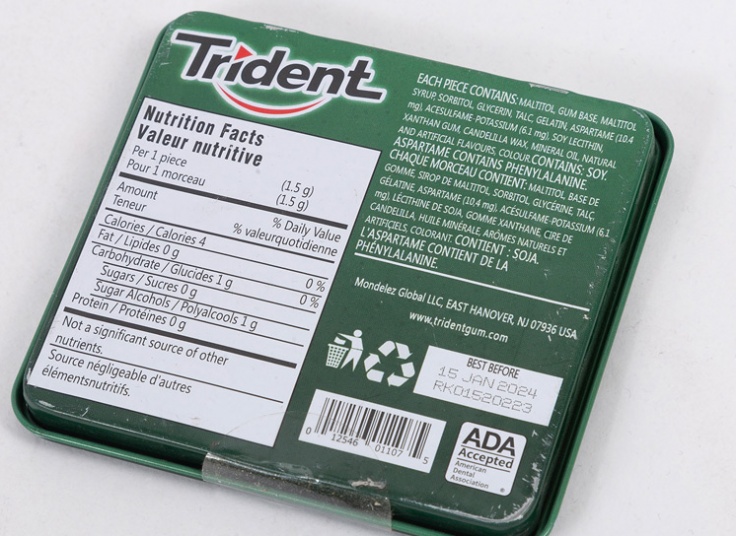 Trident
Nutrition Facts
Valeur nutritive
Per 1 piece (1.5 g)
Pour 1 morceau (1.5 g)
Amount % Daily Value
Teneur % valeurquotidienne
Calories / Calories 4
Fat / Lipides 0 g 0 %
Carbohydrate / Glucides 1 g 0 %
Sugars / Sucres 0 g
Sugar Alcohols / Polyalcools 1 g
Protein / Protéines 0 g
Not a significant source of other
nutrients.
Source négligeable d'autres
élémentsnutritifs.
EACH PIECE CONTAINS: MALTITOL, GUM BASE, MALTITOL
SYRUP, SORBITOL, GLYCERIN, TALC, GELATIN, ASPARTAME (10.4
mg), ACESULFAME-POTASSIUM (6.1 mg), SOY LECITHIN,
XANTHAN GUM, CANDELILLA WAX, MINERAL OIL, NATURAL
AND ARTIFICIAL FLAVOURS, COLOUR.CONTAINS: SOY.
ASPARTAME CONTAINS PHENYLALANINE.
CHAQUE MORCEAU CONTIENT: MALTITOL, BASE DE
GOMME, SIROP DE MALTITOL, SORBITOL, GLYCÉRINE, TALC,
GÉLATINE, ASPARTAME (10.4 mg), ACÉSULFAME-POTASSIUM (6.1
mg), LÉCITHINE DE SOJA, GOMME XANTHANE, CIRE DE
CANDELILLA, HUILE MINÉRALE, ARÔMES NATURELS ET
ARTIFICIELS, COLORANT. CONTIENT : SOJA.
L'ASPARTAME CONTIENT DE LA
PHÉNYLALANINE.
Mondelez Global LLC, EAST HANOVER, NJ 07936 USA
www.tridentgum.com
BEST BEFORE
15 JAN 2024
RK01520223
0 12546 01107 5
ADA
Accepted
American
Dental
Association
®